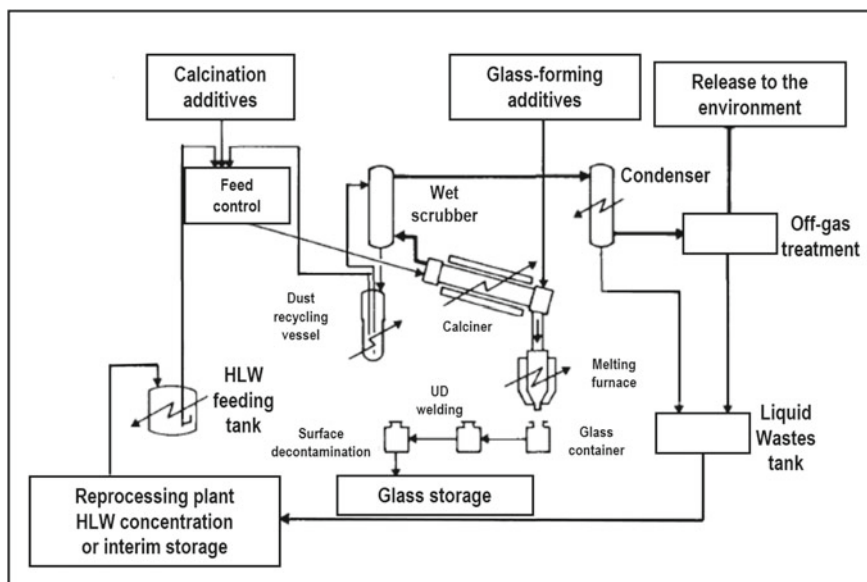 Calcination
additives
Glass-forming
additives
Release to the
environment
Feed
control
Wet
scrubber
Condenser
Off-gas
treatment
Dust
recycling
vessel
Calciner
HLW
feeding
tank
Melting
furnace
UD
welding
Surface
decontamination
Glass
container
Liquid
Wastes
tank
Reprocessing plant
HLW concentration
or interim storage
Glass storage